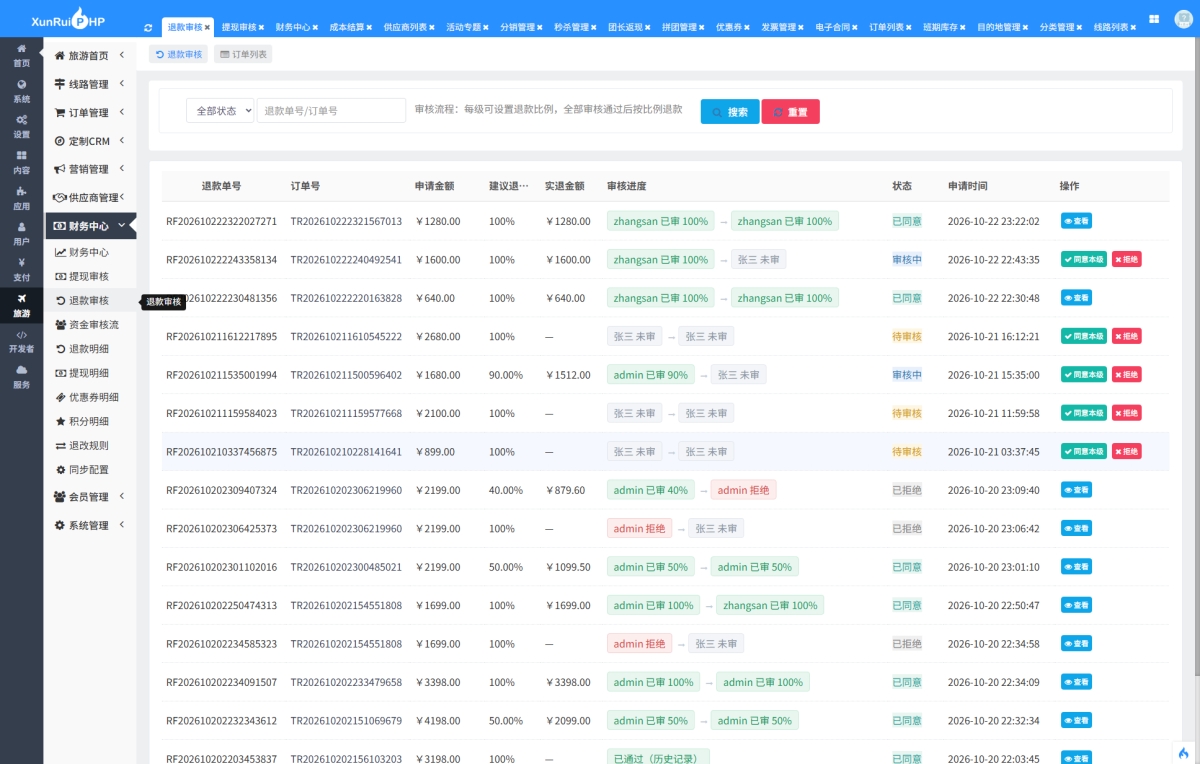 XunRuiPHP
退款审核 × 提现审核 × 财务中心 × 成本结算 × 供应商列表 × 活动专题 × 分销管理 × 秒杀管理 × 团长返现 × 拼团管理 × 优惠券 × 发票管理 × 电子合同 × 订单列表 × 班期库存 × 目的地管理 × 分类管理 × 线路列表 ×
首页
系统
设置
内容
应用
用户
支付
旅游
开发者
服务
旅游首页
线路管理
订单管理
定制CRM
营销管理
供应商管理
财务中心
财务中心
提现审核
退款审核
资金审核流
退款明细
提现明细
优惠券明细
积分明细
退改规则
同步配置
会员管理
系统管理
退款审核
退款审核 订单列表
全部状态 退款单号/订单号 审核流程：每级可设置退款比例，全部审核通过后按比例退款 搜索 重置
退款单号 订单号 申请金额 建议退… 实退金额 审核进度 状态 申请时间 操作
RF202610222322027271 TR202610222321567013 ￥1280.00 100% ￥1280.00 zhangsan 已审 100% → zhangsan 已审 100% 已同意 2026-10-22 23:22:02 查看
RF202610222243358134 TR202610222240492541 ￥1600.00 100% ￥1600.00 zhangsan 已审 100% → 张三 未审 审核中 2026-10-22 22:43:35 同意本级 拒绝
202610222230481356 TR202610222220163828 ￥640.00 100% ￥640.00 zhangsan 已审 100% → zhangsan 已审 100% 已同意 2026-10-22 22:30:48 查看
RF202610211612217895 TR202610211610545222 ￥2680.00 100% — 张三 未审 → 张三 未审 待审核 2026-10-21 16:12:21 同意本级 拒绝
RF202610211535001994 TR202610211500596402 ￥1680.00 90.00% ￥1512.00 admin 已审 90% → 张三 未审 审核中 2026-10-21 15:35:00 同意本级 拒绝
RF202610211159584023 TR202610211159577668 ￥2100.00 100% — 张三 未审 → 张三 未审 待审核 2026-10-21 11:59:58 同意本级 拒绝
RF202610210337456875 TR202610210228141641 ￥899.00 100% — 张三 未审 → 张三 未审 待审核 2026-10-21 03:37:45 同意本级 拒绝
RF202610202309407324 TR202610202306219960 ￥2199.00 40.00% ￥879.60 admin 已审 40% → admin 拒绝 已拒绝 2026-10-20 23:09:40 查看
RF202610202306425373 TR202610202306219960 ￥2199.00 100% — admin 拒绝 → 张三 未审 已拒绝 2026-10-20 23:06:42 查看
RF202610202301102016 TR202610202300485021 ￥2199.00 50.00% ￥1099.50 admin 已审 50% → admin 已审 50% 已同意 2026-10-20 23:01:10 查看
RF202610202250474313 TR202610202154551808 ￥1699.00 100% ￥1699.00 admin 已审 100% → zhangsan 已审 100% 已同意 2026-10-20 22:50:47 查看
RF202610202234585323 TR202610202154551808 ￥1699.00 100% — admin 拒绝 → 张三 未审 已拒绝 2026-10-20 22:34:58 查看
RF202610202234091507 TR202610202233479658 ￥3398.00 100% ￥3398.00 admin 已审 100% → admin 已审 100% 已同意 2026-10-20 22:34:09 查看
RF202610202232343612 TR202610202151069679 ￥4198.00 50.00% ￥2099.00 admin 已审 50% → admin 已审 50% 已同意 2026-10-20 22:32:34 查看
RF202610202203453837 TR202610202156109303 ￥3198.00 100% — 已通过（历史记录） 已同意 2026-10-20 22:03:45 查看